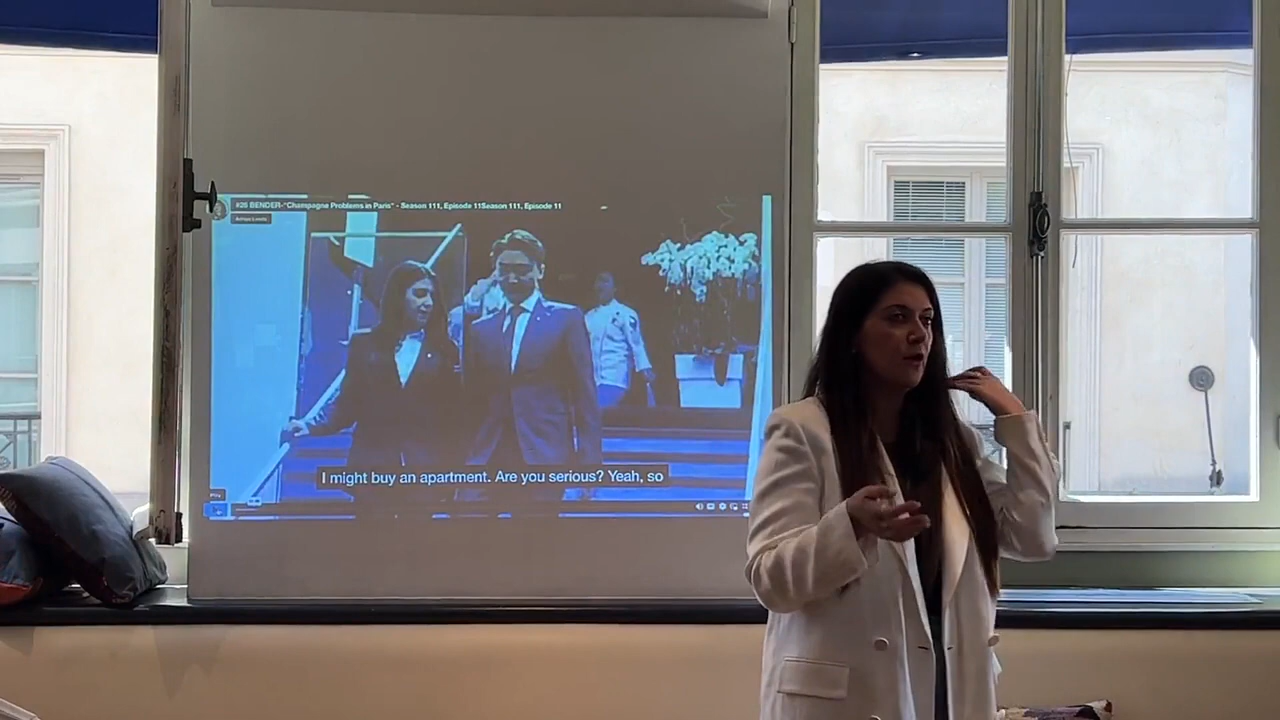 #26 BENDER-"Champagne Problems in Paris" - Season 111, Episode 11Season 111, Episode 11
I might buy an apartment. Are you serious? Yeah, so